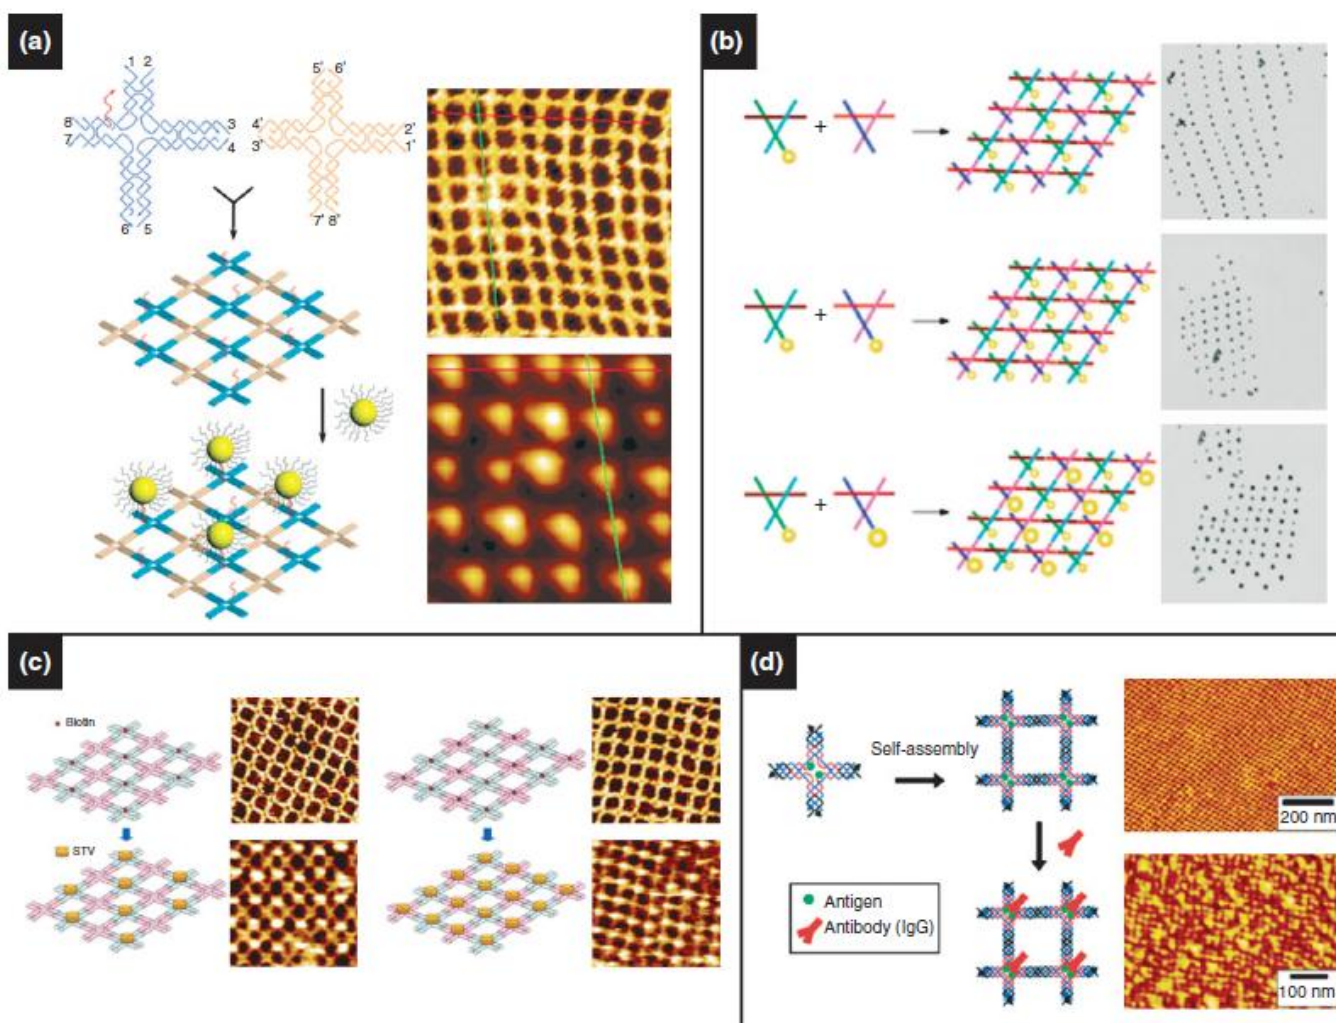 (a)
1 2
5' 6'
8
7
3
4
4'
3'
2'
1'
6 5
7' 8'
(b)
+
+
+
(c)
Biotin
STV
(d)
Self-assembly
200 nm
Antigen
Antibody (IgG)
100 nm